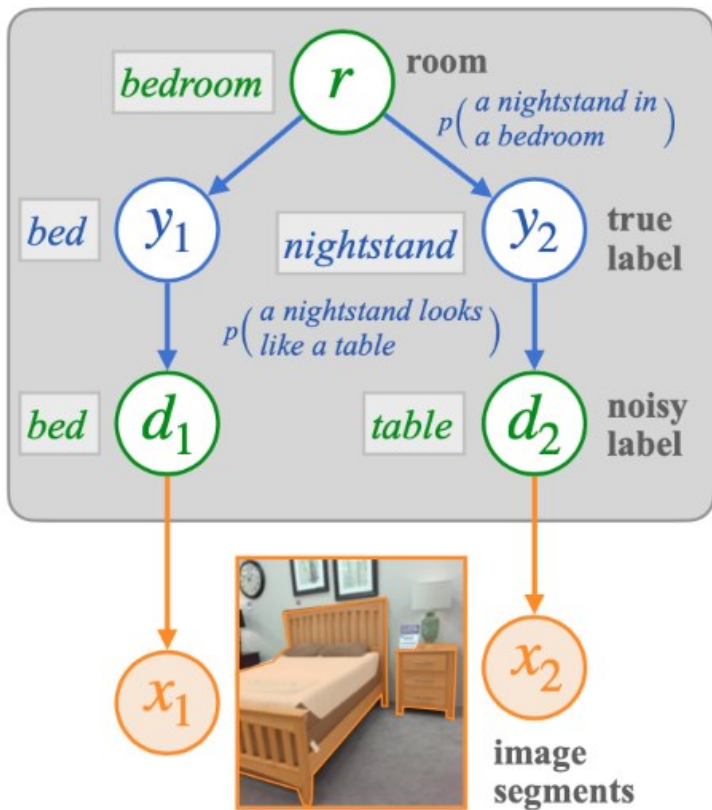 bedroom r room
p( a nightstand in
a bedroom )
bed y₁ nightstand y₂ true
label
p( a nightstand looks
like a table )
bed d₁ table d₂ noisy
label
x₁ x₂
image
segments